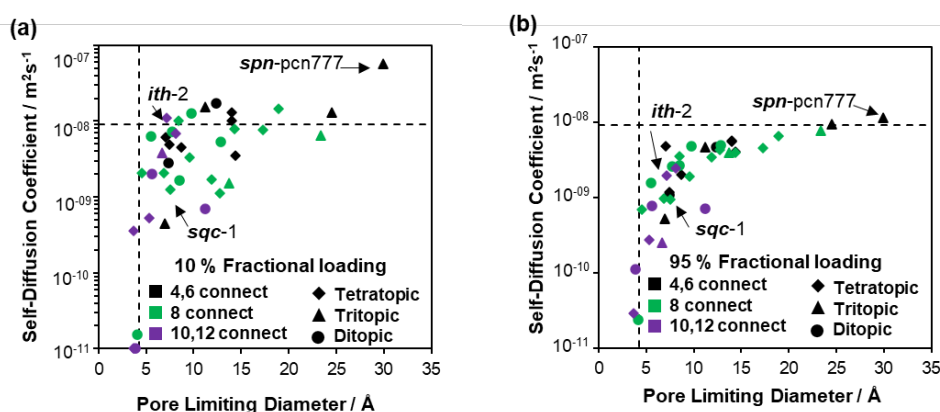 (a)
Self-Diffusion Coefficient / m²s⁻¹
10⁻⁰⁷
10⁻⁰⁸
10⁻⁰⁹
10⁻¹⁰
10⁻¹¹
spn-pcn777
ith-2
sqc-1
10 % Fractional loading
4,6 connect
8 connect
10,12 connect
Tetratopic
Tritopic
Ditopic
0 5 10 15 20 25 30 35
Pore Limiting Diameter / Å
(b)
Self-Diffusion Coefficient / m²s⁻¹
10⁻⁰⁷
10⁻⁰⁸
10⁻⁰⁹
10⁻¹⁰
10⁻¹¹
spn-pcn777
ith-2
sqc-1
95 % Fractional loading
4,6 connect
8 connect
10,12 connect
Tetratopic
Tritopic
Ditopic
0 5 10 15 20 25 30 35
Pore Limiting Diameter / Å